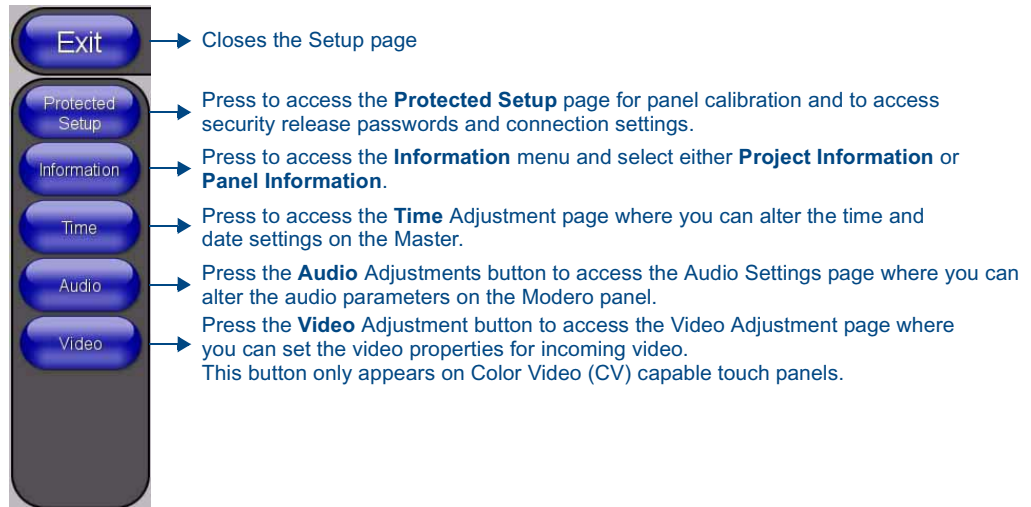 Exit
Closes the Setup page
Protected
Setup
Press to access the Protected Setup page for panel calibration and to access
security release passwords and connection settings.
Information
Press to access the Information menu and select either Project Information or
Panel Information.
Time
Press to access the Time Adjustment page where you can alter the time and
date settings on the Master.
Audio
Press the Audio Adjustments button to access the Audio Settings page where you can
alter the audio parameters on the Modero panel.
Video
Press the Video Adjustment button to access the Video Adjustment page where
you can set the video properties for incoming video.
This button only appears on Color Video (CV) capable touch panels.